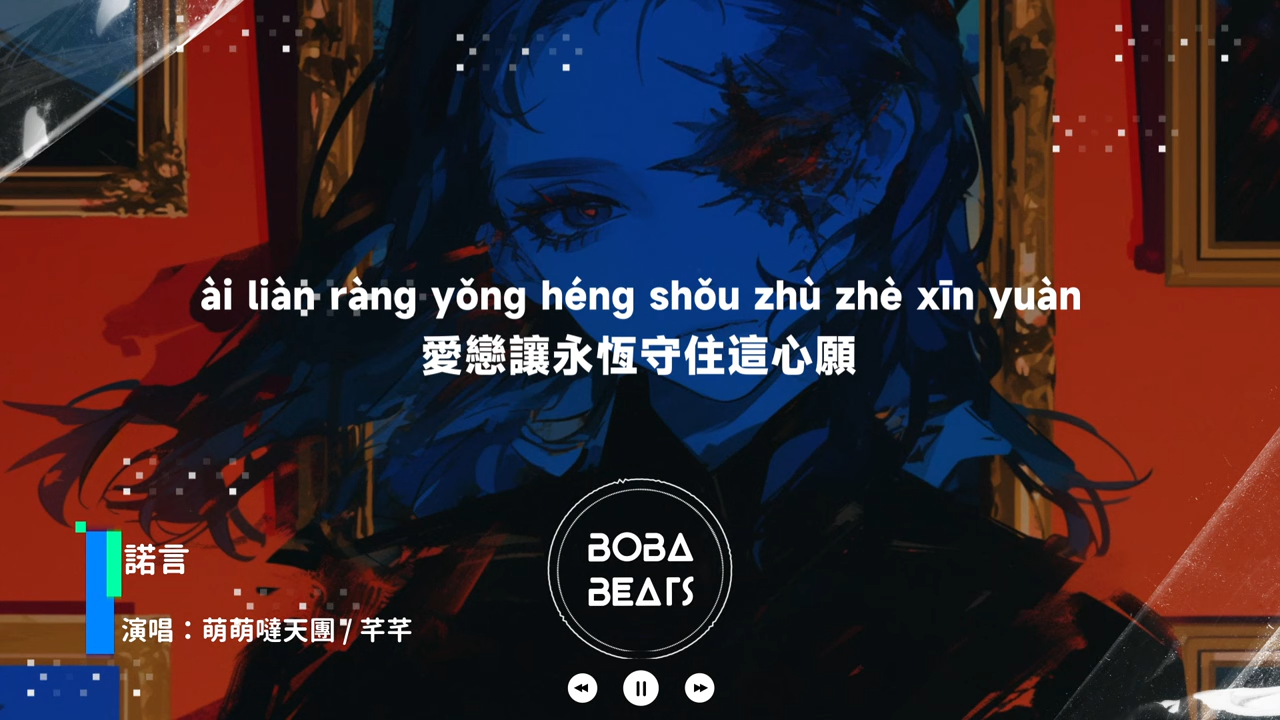 ài liàn ràng yǒng héng shǒu zhù zhè xīn yuàn
愛戀讓永恆守住這心願
諾言
演唱：萌萌噠天團 / 芊芊
BOBA
BEATS